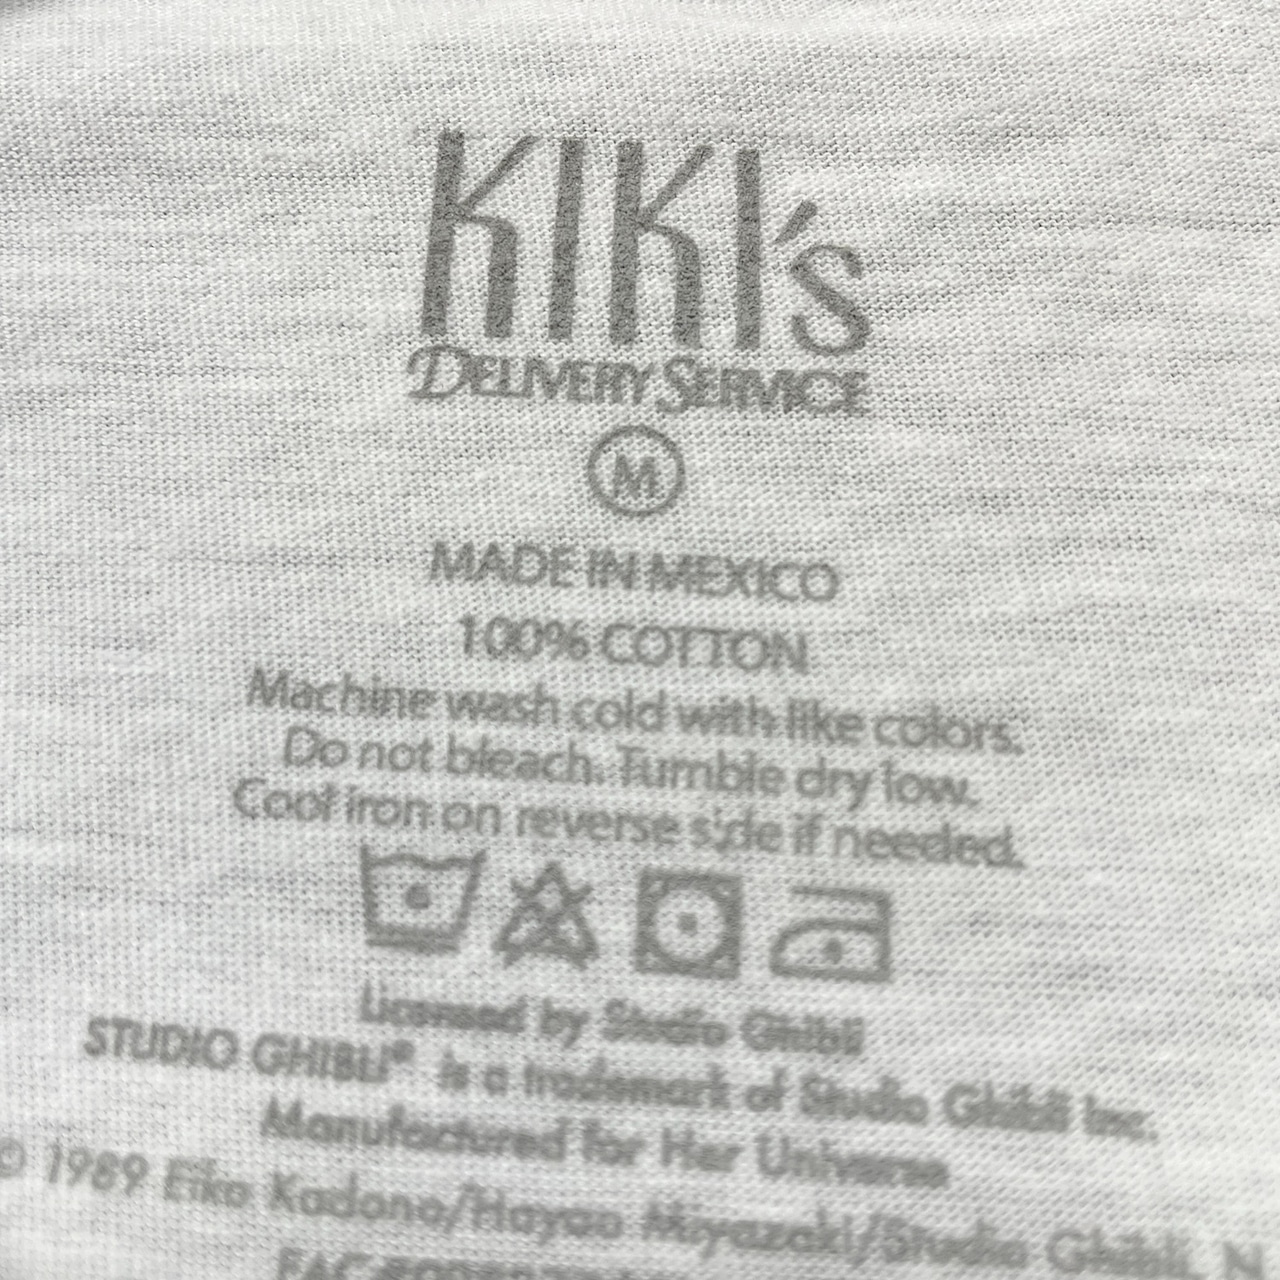 KIKI's
DELIVERY SERVICE
M
MADE IN MEXICO
100% COTTON
Machine wash cold with like colors.
Do not bleach. Tumble dry low.
Cool iron on reverse side if needed.
Licensed by Studio Ghibli
STUDIO GHIBLI® is a trademark of Studio Ghibli Inc.
Manufactured for Her Universe
© 1989 Eiko Kadono/Hayao Miyazaki/Studio Ghibli, N